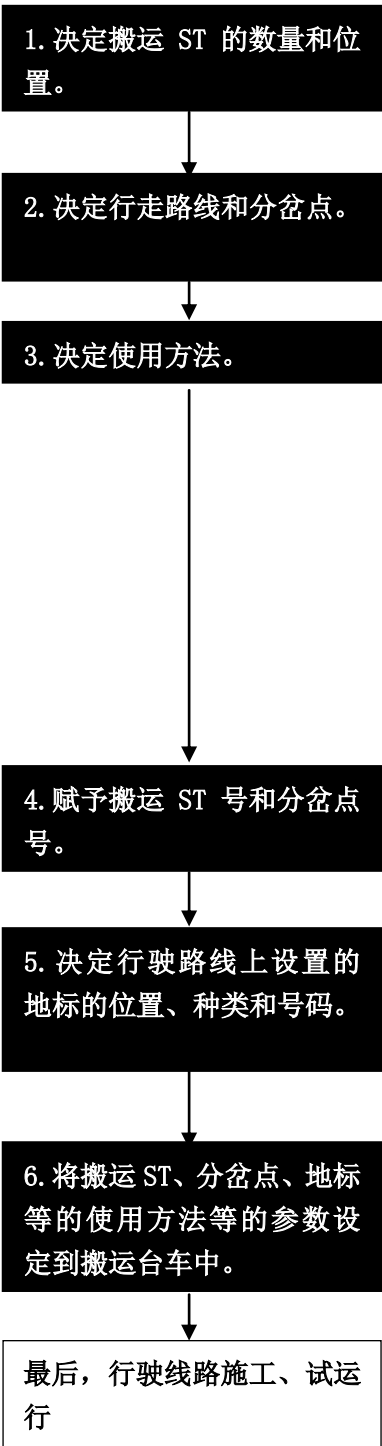 1.决定搬运 ST 的数量和位
置。
2.决定行走路线和分岔点。
3.决定使用方法。
4.赋予搬运 ST 号和分岔点
号。
5.决定行驶路线上设置的
地标的位置、种类和号码。
6.将搬运ST、分岔点、地标
等的使用方法等的参数设
定到搬运台车中。
最后，行驶线路施工、试运
行